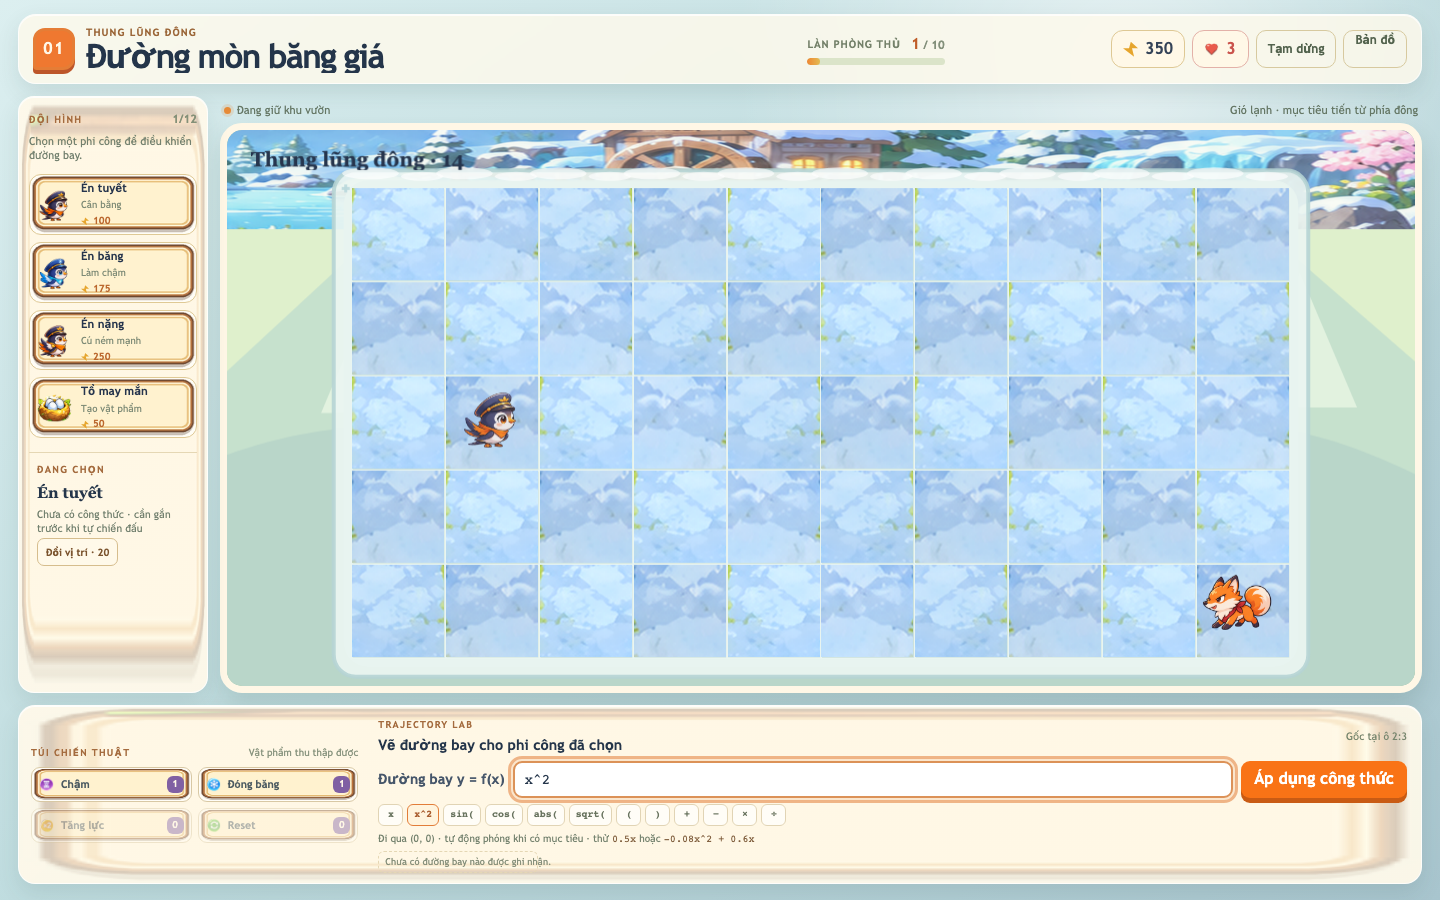 01
THUNG LŨNG ĐÔNG
Đường mòn băng giá
LÀN PHÒNG THỦ 1 / 10
350
3
Tạm dừng
Bản đồ
ĐỘI HÌNH 1/12
Chọn một phi công để điều khiển
đường bay.
Én tuyết
Cân bằng
100
Én băng
Làm chậm
175
Én nặng
Cú ném mạnh
250
Tổ may mắn
Tạo vật phẩm
50
ĐANG CHỌN
Én tuyết
Chưa có công thức · cần gắn
trước khi tự chiến đấu
Đổi vị trí · 20
Đang giữ khu vườn
Gió lạnh · mục tiêu tiến từ phía đông
Thung lũng đông · 14
TÚI CHIẾN THUẬT
Vật phẩm thu thập được
Chậm 1
Đóng băng 1
Tăng lực 0
Reset 0
TRAJECTORY LAB
Vẽ đường bay cho phi công đã chọn
Gốc tại ô 2:3
Đường bay y = f(x)
x^2
Áp dụng công thức
x x^2 sin( cos( abs( sqrt( ( ) + − × ÷
Đi qua (0, 0) · tự động phóng khi có mục tiêu · thử 0.5x hoặc −0.08x^2 + 0.6x
Chưa có đường bay nào được ghi nhận.